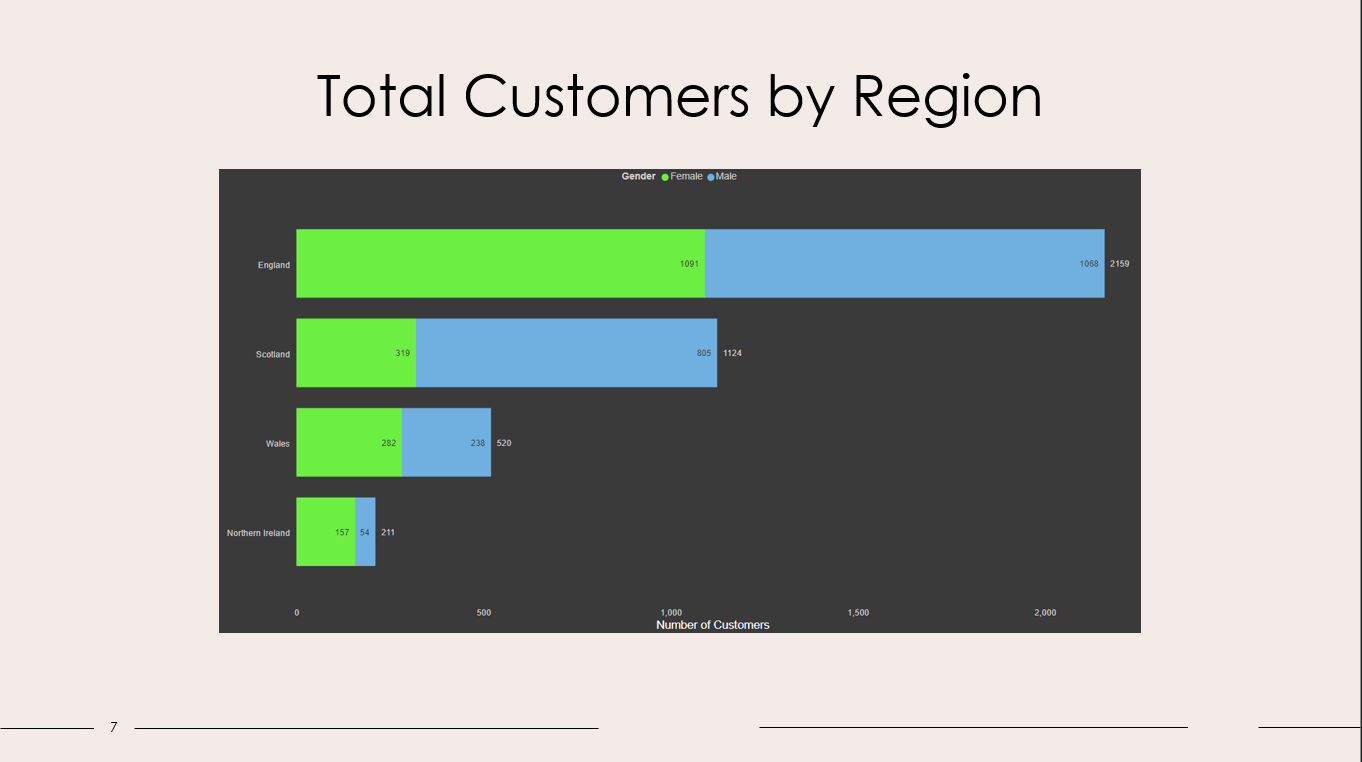 Total Customers by Region
Gender Female Male
England 1091 1068 2159
Scotland 319 805 1124
Wales 282 238 520
Northern Ireland 157 54 211
0 500 1,000 1,500 2,000
Number of Customers
7